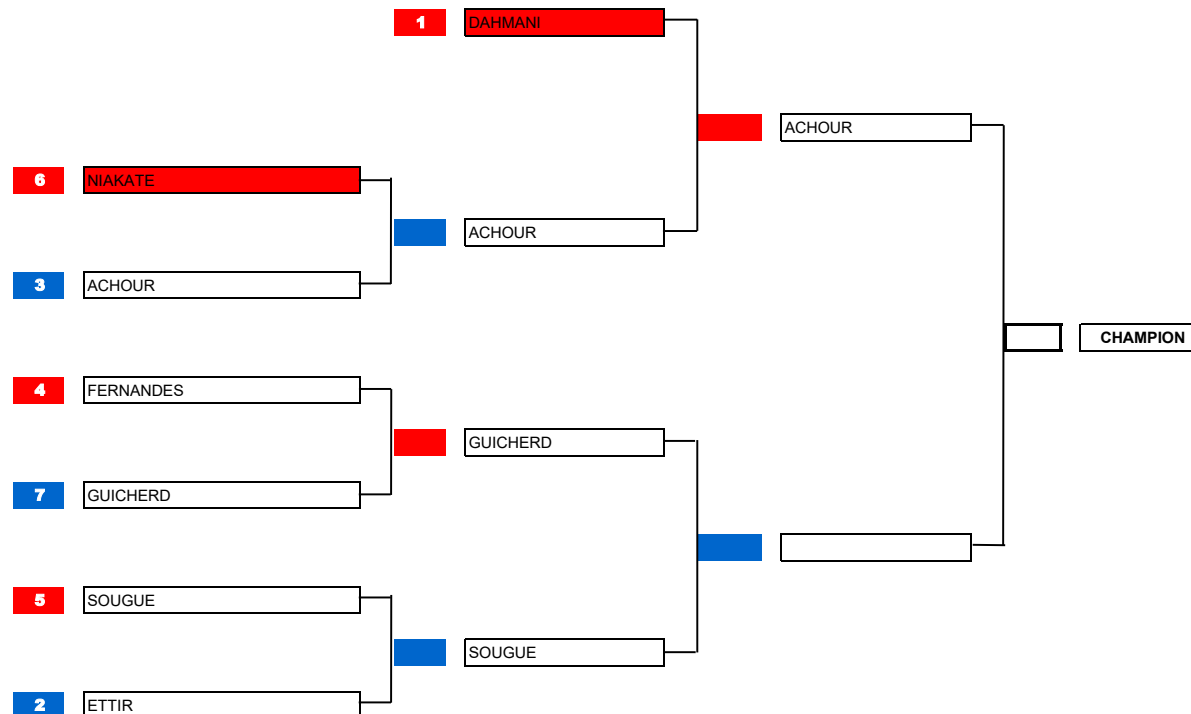 1 DAHMANI
ACHOUR
6 NIAKATE
ACHOUR
3 ACHOUR
CHAMPION
4 FERNANDES
GUICHERD
7 GUICHERD
5 SOUGUE
SOUGUE
2 ETTIR